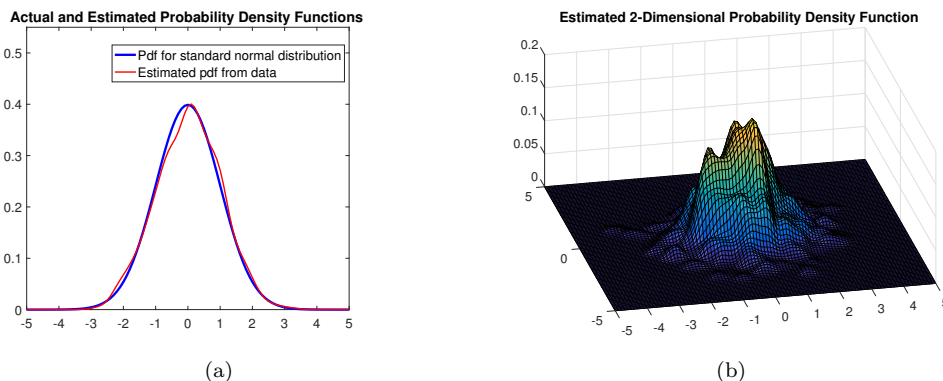 Actual and Estimated Probability Density Functions
0.5
0.4
0.3
0.2
0.1
0
-5 -4 -3 -2 -1 0 1 2 3 4 5
Pdf for standard normal distribution
Estimated pdf from data
(a)
Estimated 2-Dimensional Probability Density Function
0.2
0.15
0.1
0.05
0
5
0
-5
-5 -4 -3 -2 -1 0 1 2 3 4 5
(b)